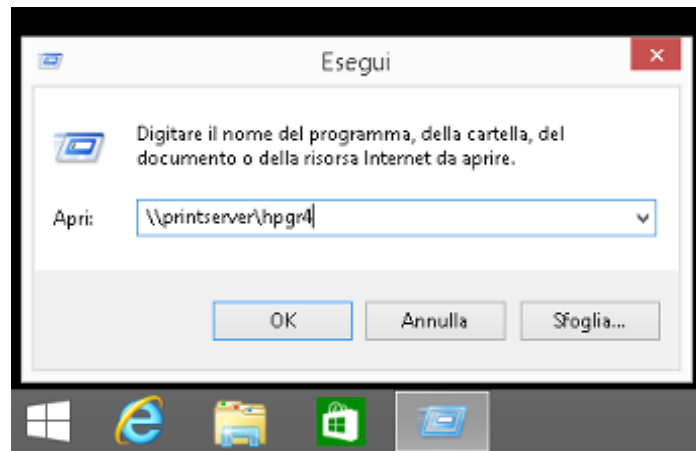 Esegui
Digitare il nome del programma, della cartella, del
documento o della risorsa Internet da aprire.
Apri: \\printserver\hpgr4
OK Annulla Sfoglia...